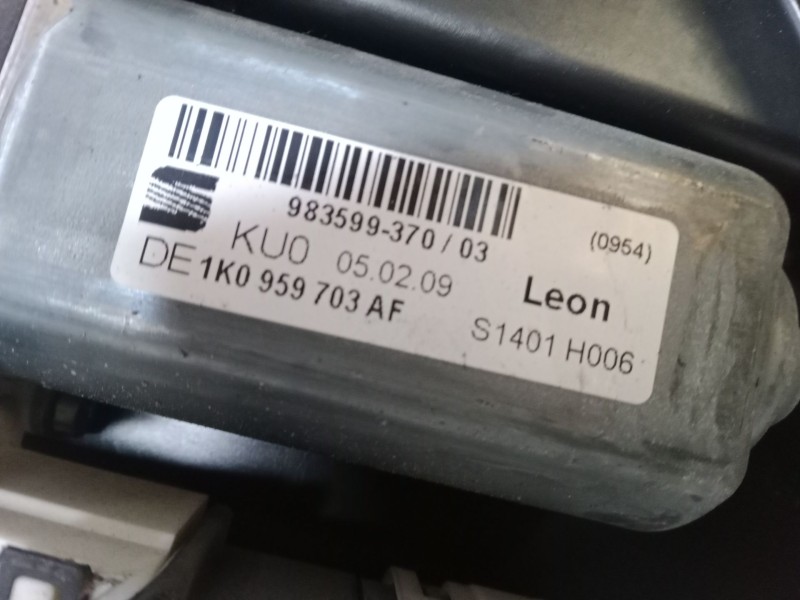 983599-370 / 03
(0954)
KU0 05.02.09
Leon
DE 1K0 959 703 AF
S1401 H006